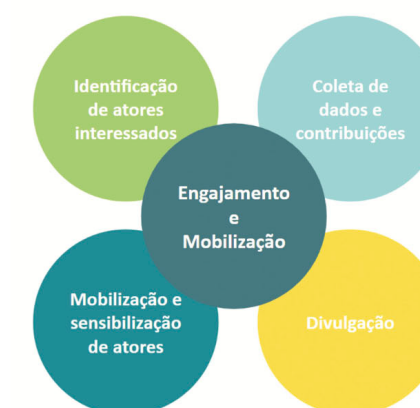 Identificação
de atores
interessados
Coleta de
dados e
contribuições
Engajamento
e
Mobilização
Mobilização e
sensibilização
de atores
Divulgação